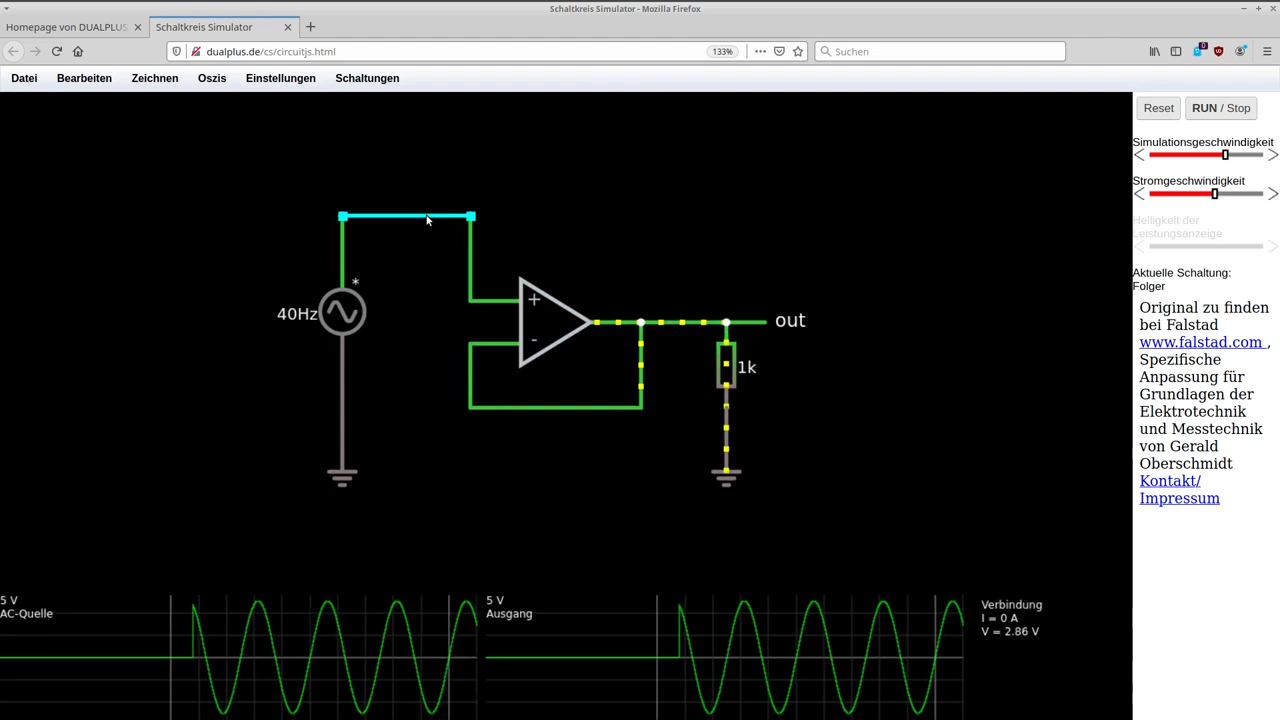 Schaltkreis Simulator - Mozilla Firefox
Homepage von DUALPLUS
Schaltkreis Simulator
dualplus.de/cs/circuitjs.html
133%
Suchen
Datei Bearbeiten Zeichnen Oszis Einstellungen Schaltungen
Reset
RUN / Stop
Simulationsgeschwindigkeit
Stromgeschwindigkeit
Helligkeit der
Leistungsanzeige
Aktuelle Schaltung:
Folger
Original zu finden
bei Falstad
www.falstad.com ,
Spezifische
Anpassung für
Grundlagen der
Elektrotechnik
und Messtechnik
von Gerald
Oberschmidt
Kontakt/
Impressum
*
40Hz
+
-
out
1k
5 V
AC-Quelle
5 V
Ausgang
Verbindung
I = 0 A
V = 2.86 V